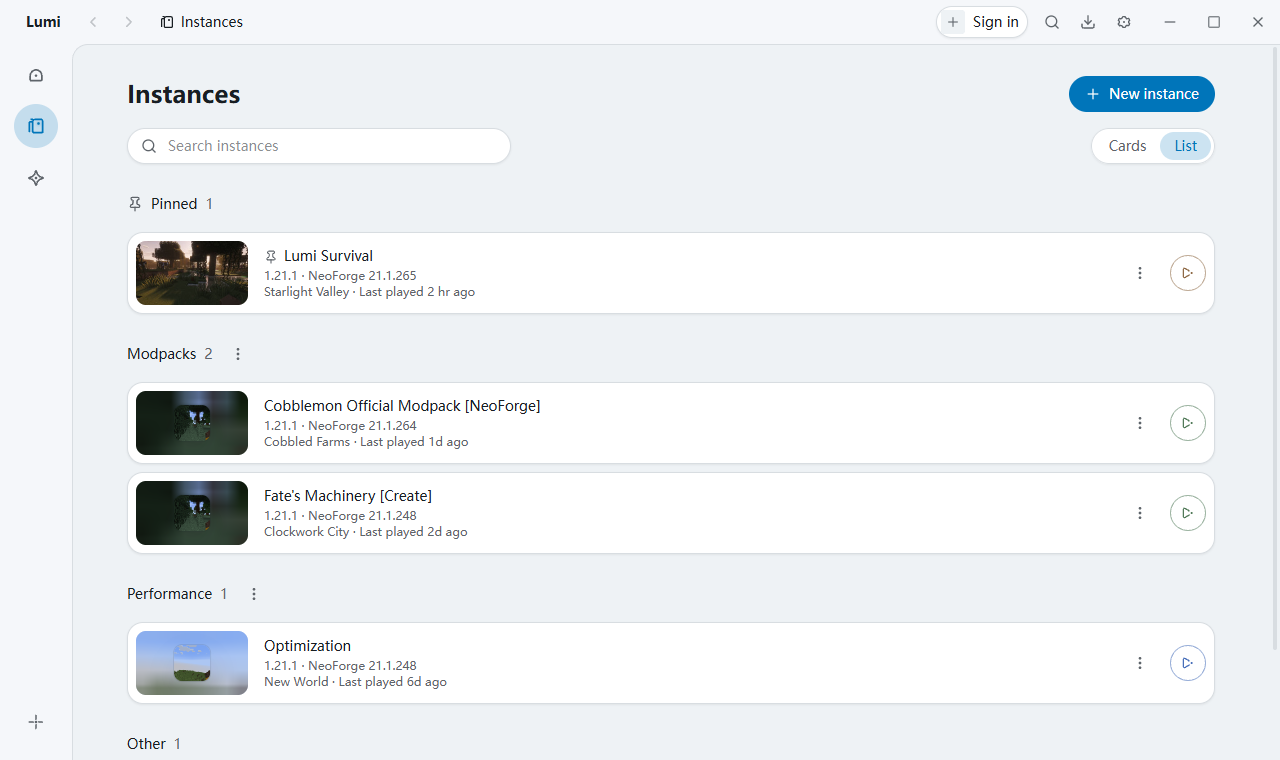 Lumi
Instances
Sign in
Instances
New instance
Search instances
Cards
List
Pinned 1
Lumi Survival
1.21.1 · NeoForge 21.1.265
Starlight Valley · Last played 2 hr ago
Modpacks 2
Cobblemon Official Modpack [NeoForge]
1.21.1 · NeoForge 21.1.264
Cobbled Farms · Last played 1d ago
Fate's Machinery [Create]
1.21.1 · NeoForge 21.1.248
Clockwork City · Last played 2d ago
Performance 1
Optimization
1.21.1 · NeoForge 21.1.248
New World · Last played 6d ago
Other 1